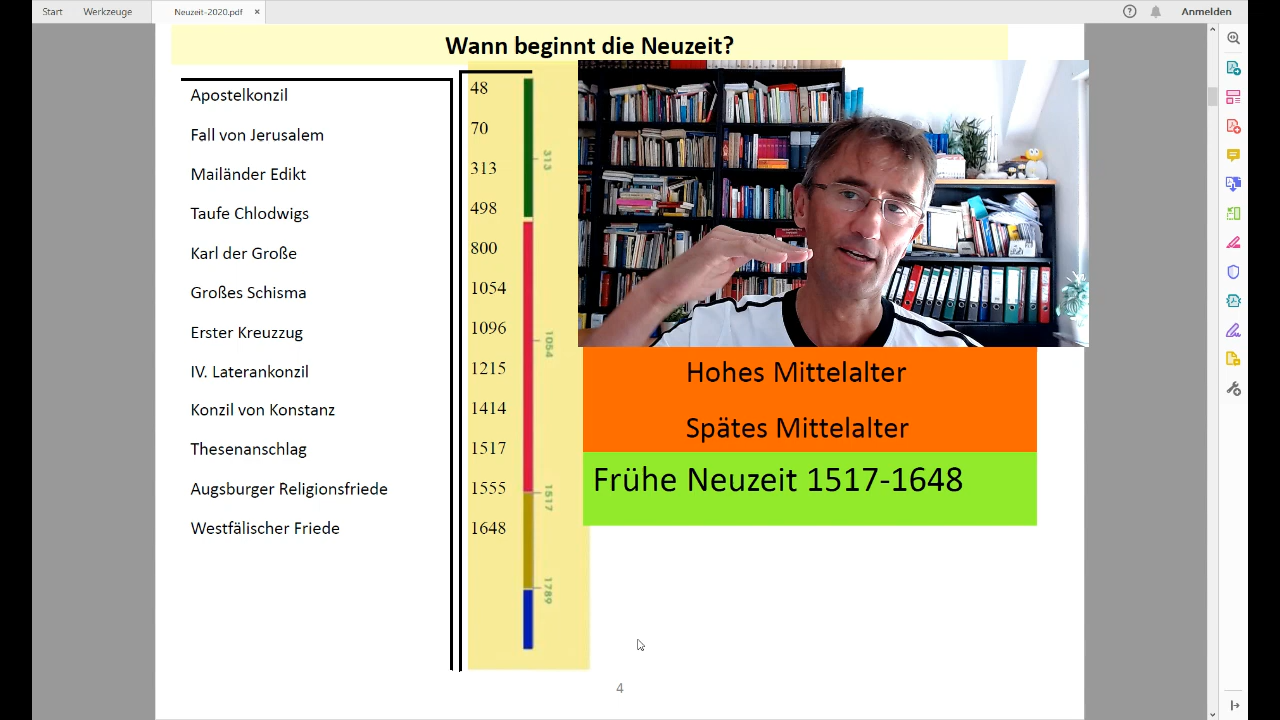 Start Werkzeuge Neuzeit-2020.pdf × Anmelden
Wann beginnt die Neuzeit?
Apostelkonzil 48
Fall von Jerusalem 70
Mailänder Edikt 313
Taufe Chlodwigs 498
Karl der Große 800
Großes Schisma 1054
Erster Kreuzzug 1096
IV. Laterankonzil 1215
Konzil von Konstanz 1414
Thesenanschlag 1517
Augsburger Religionsfriede 1555
Westfälischer Friede 1648
313
1054
1517
1789
Hohes Mittelalter
Spätes Mittelalter
Frühe Neuzeit 1517-1648
4